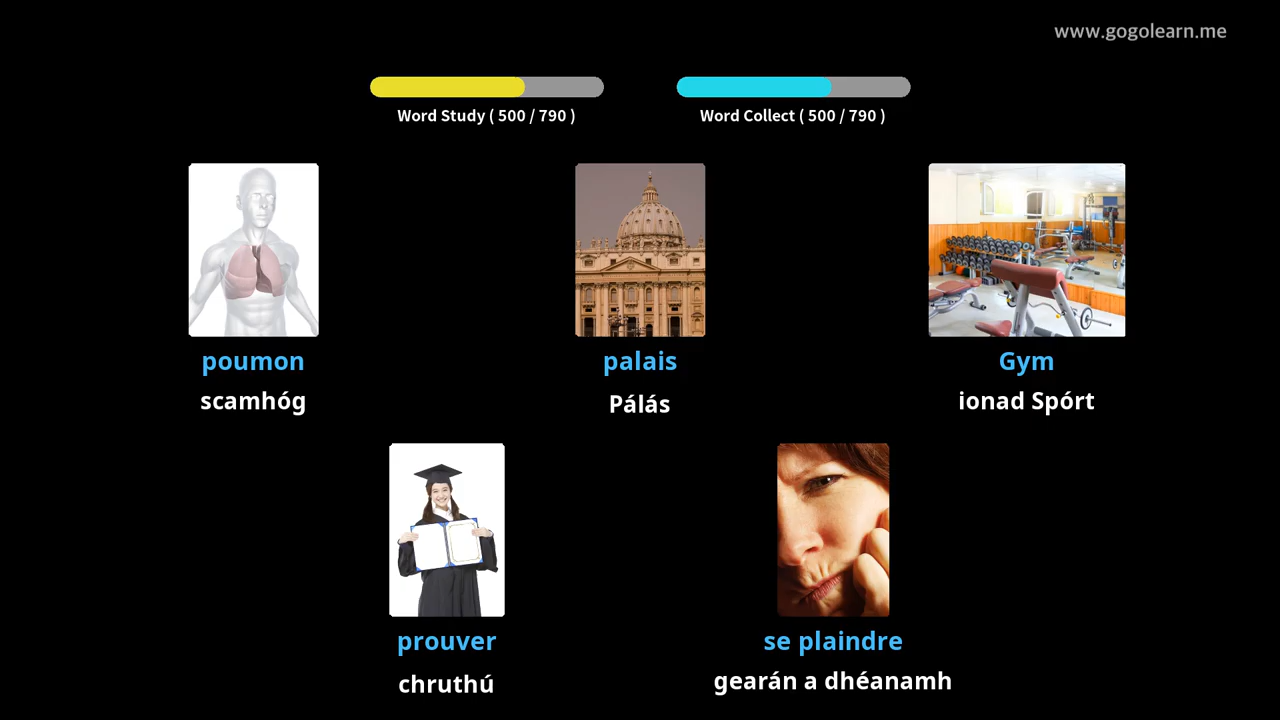 www.gogolearn.me
Word Study ( 500 / 790 )
Word Collect ( 500 / 790 )
poumon
palais
Gym
scamhóg
Pálás
ionad Spórt
prouver
se plaindre
chruthú
gearán a dhéanamh